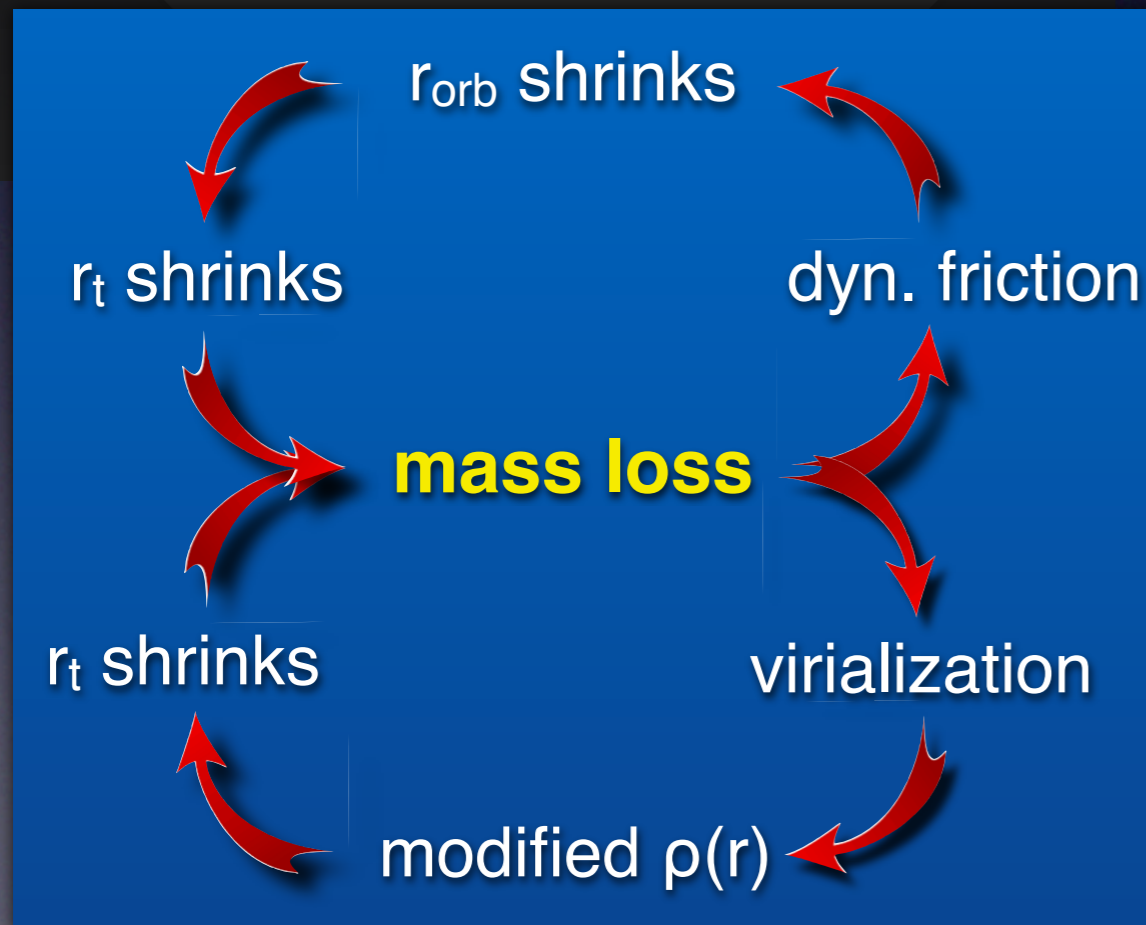 r_orb shrinks
r_t shrinks
dyn. friction
mass loss
r_t shrinks
virialization
modified ρ(r)